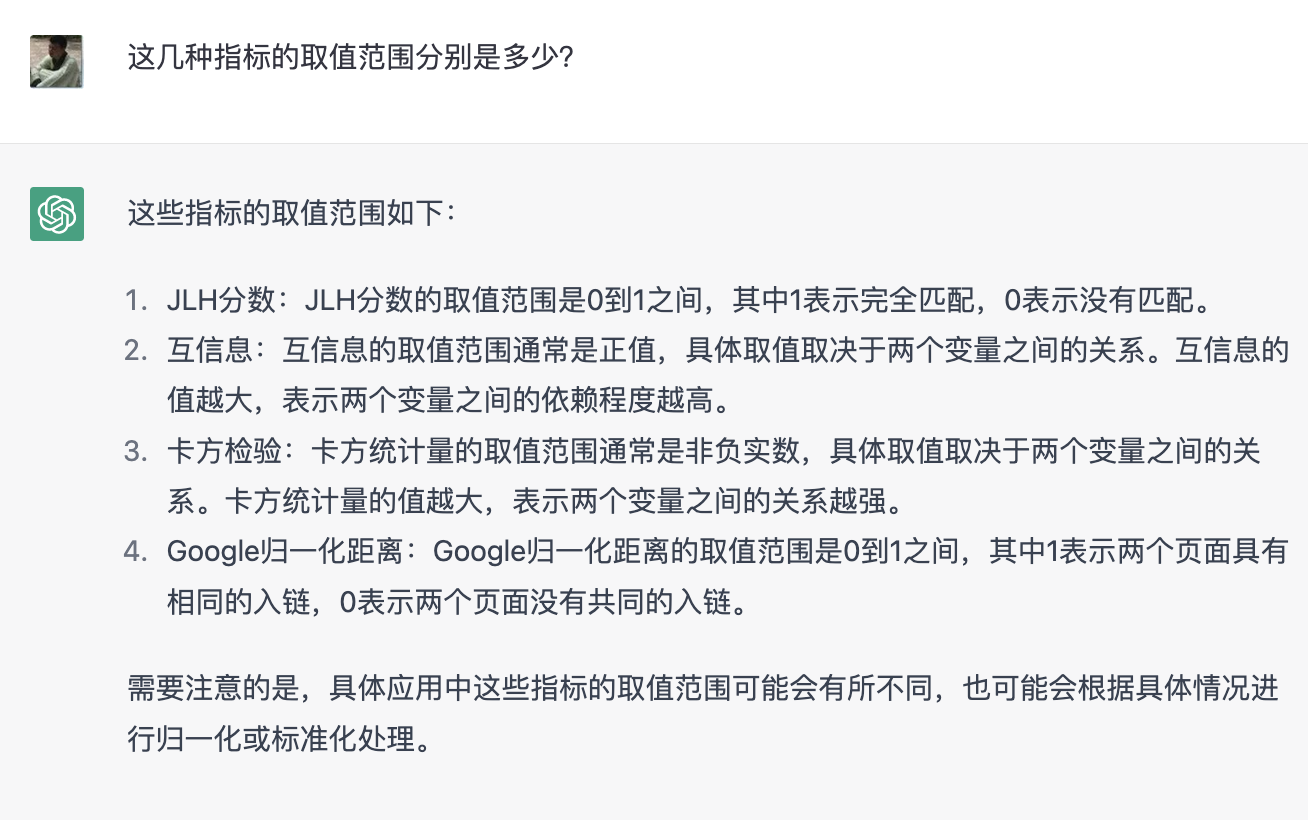 这几种指标的取值范围分别是多少?
这些指标的取值范围如下：
1. JLH分数：JLH分数的取值范围是0到1之间，其中1表示完全匹配，0表示没有匹配。
2. 互信息：互信息的取值范围通常是正值，具体取值取决于两个变量之间的关系。互信息的
值越大，表示两个变量之间的依赖程度越高。
3. 卡方检验：卡方统计量的取值范围通常是非负实数，具体取值取决于两个变量之间的关
系。卡方统计量的值越大，表示两个变量之间的关系越强。
4. Google归一化距离：Google归一化距离的取值范围是0到1之间，其中1表示两个页面具有
相同的入链，0表示两个页面没有共同的入链。
需要注意的是，具体应用中这些指标的取值范围可能会有所不同，也可能会根据具体情况进
行归一化或标准化处理。